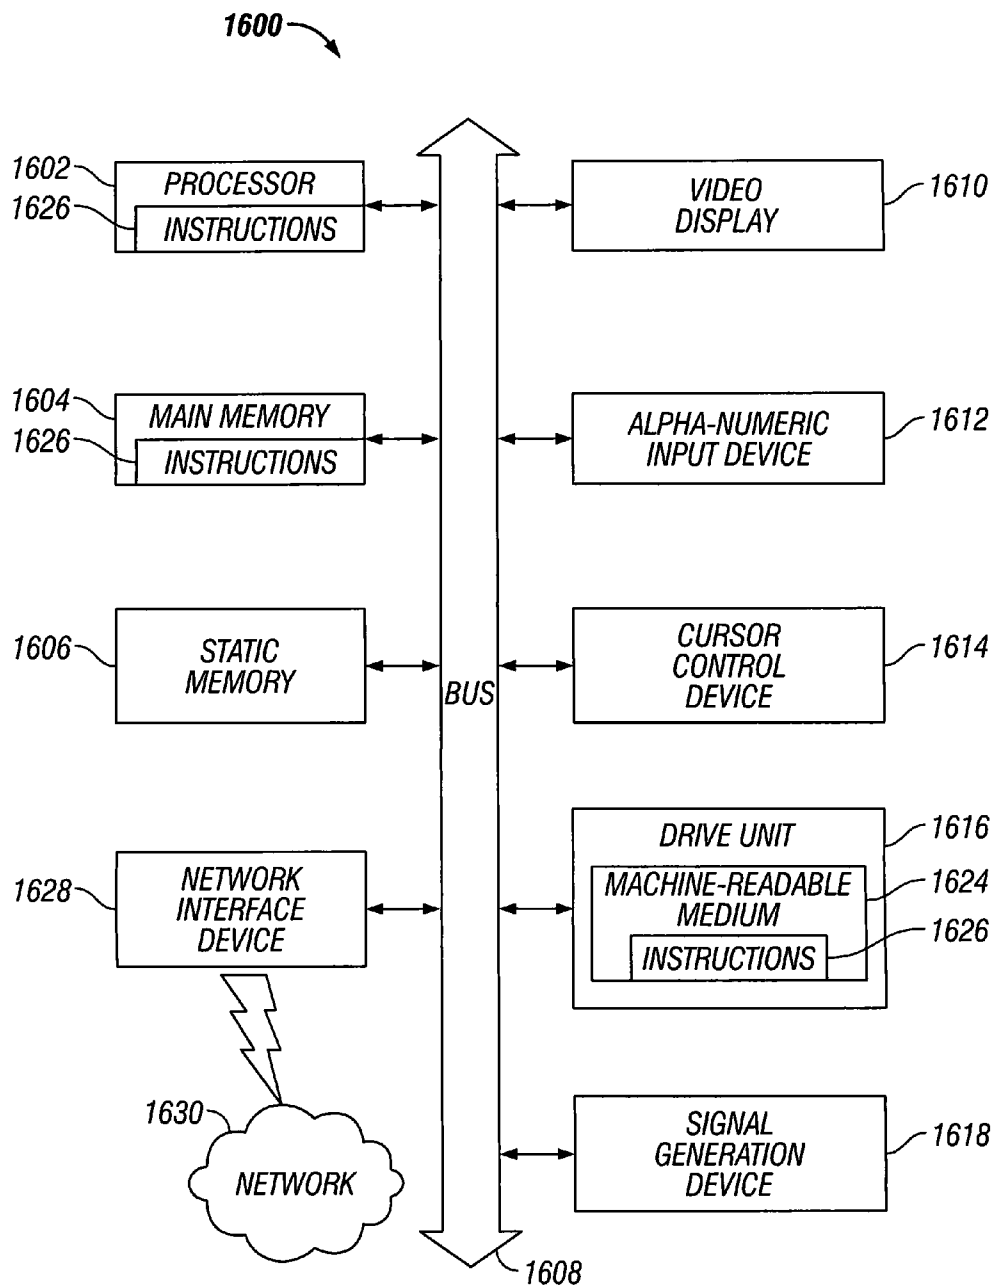 1600
1602
PROCESSOR
1626
INSTRUCTIONS
1604
MAIN MEMORY
1626
INSTRUCTIONS
1606
STATIC
MEMORY
1628
NETWORK
INTERFACE
DEVICE
1630
NETWORK
BUS
1608
VIDEO
DISPLAY
1610
ALPHA-NUMERIC
INPUT DEVICE
1612
CURSOR
CONTROL
DEVICE
1614
DRIVE UNIT
1616
MACHINE-READABLE
MEDIUM
1624
INSTRUCTIONS
1626
SIGNAL
GENERATION
DEVICE
1618